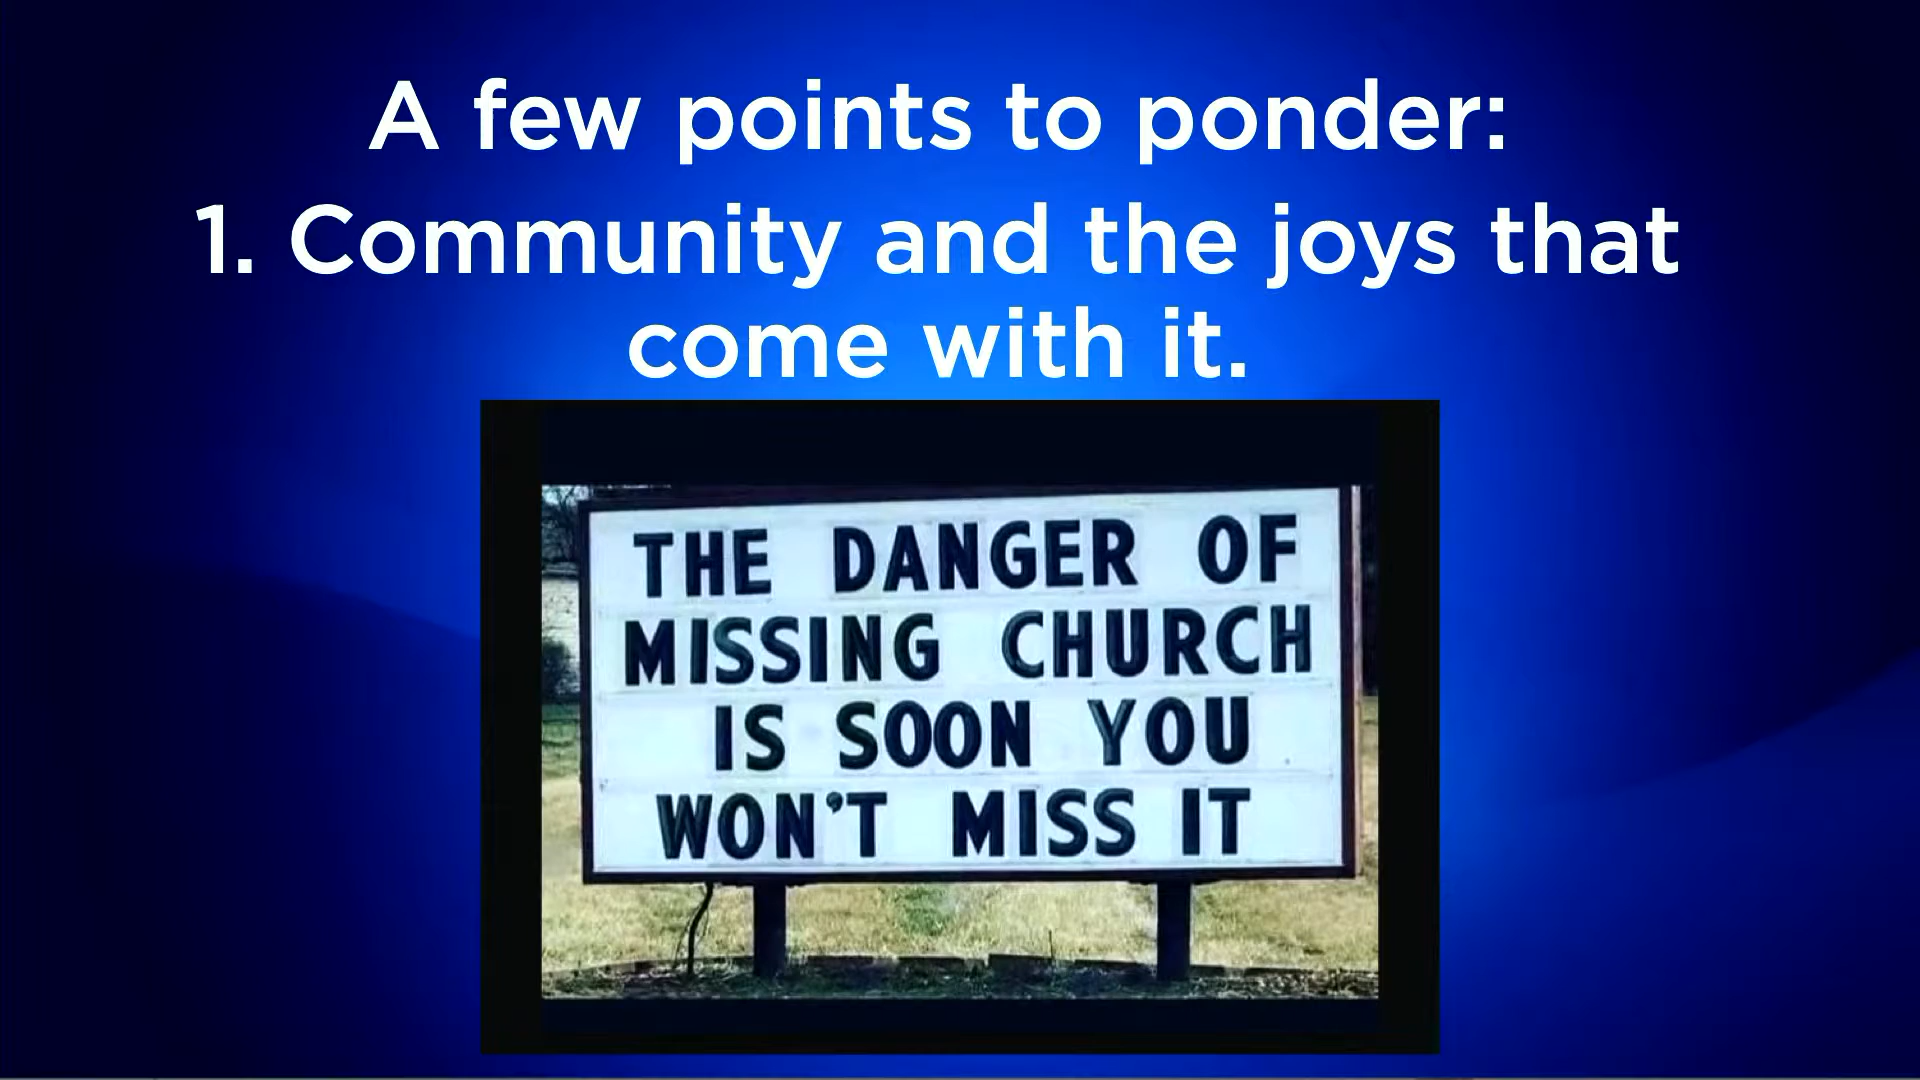 A few points to ponder:
1. Community and the joys that
come with it.
THE DANGER OF
MISSING CHURCH
IS SOON YOU
WON'T MISS IT